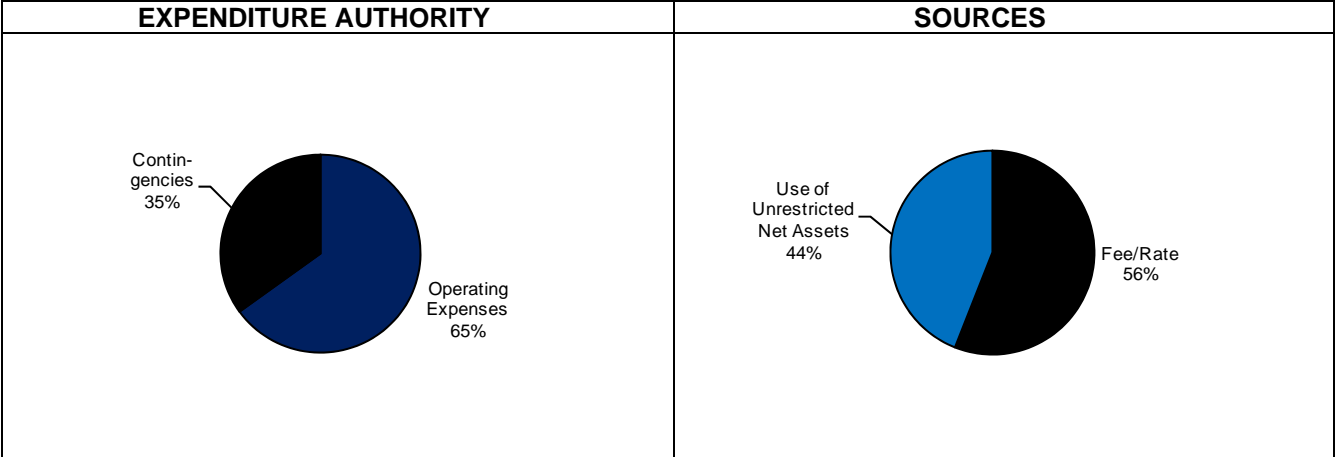 EXPENDITURE AUTHORITY
Contin-
gencies
35%
Operating
Expenses
65%
SOURCES
Use of
Unrestricted
Net Assets
44%
Fee/Rate
56%